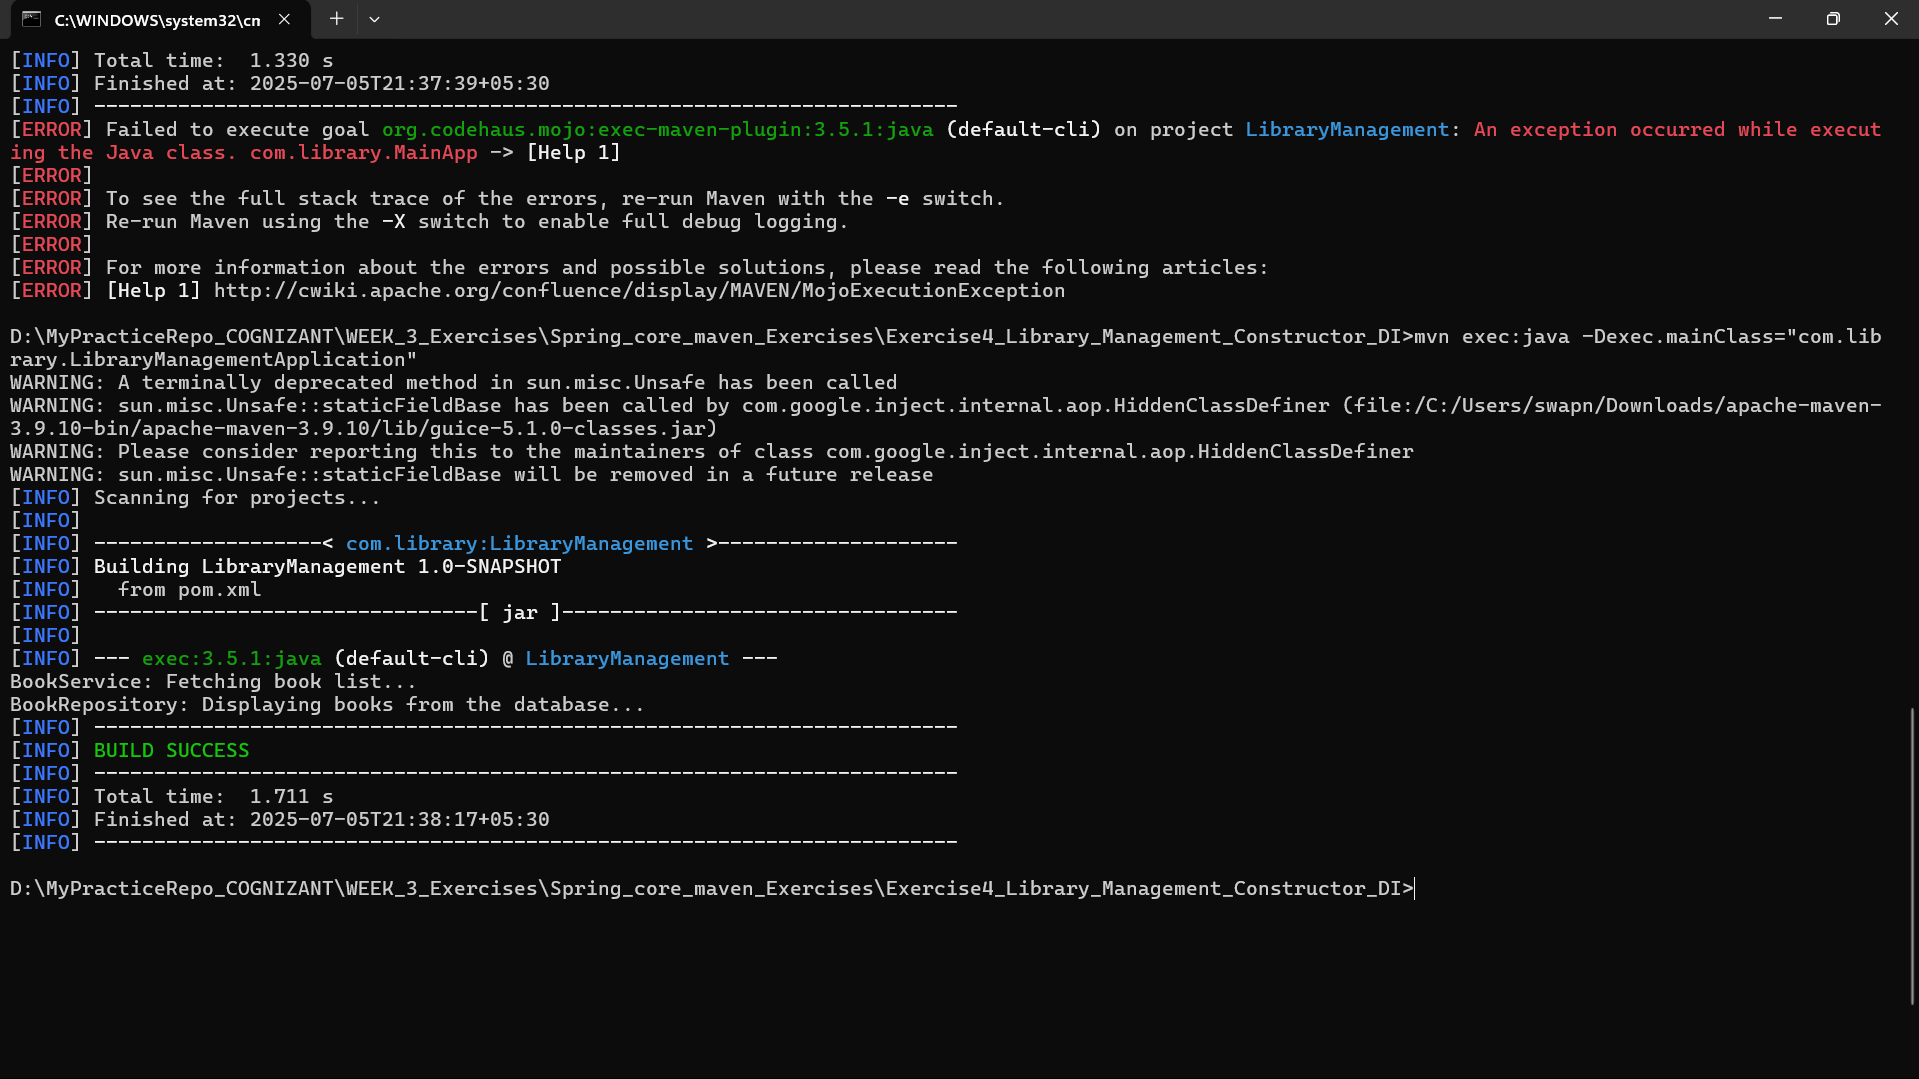 C:\WINDOWS\system32\cn
[INFO] Total time:  1.330 s
[INFO] Finished at: 2025-07-05T21:37:39+05:30
[INFO] ------------------------------------------------------------------------
[ERROR] Failed to execute goal org.codehaus.mojo:exec-maven-plugin:3.5.1:java (default-cli) on project LibraryManagement: An exception occurred while execut
ing the Java class. com.library.MainApp -> [Help 1]
[ERROR]
[ERROR] To see the full stack trace of the errors, re-run Maven with the -e switch.
[ERROR] Re-run Maven using the -X switch to enable full debug logging.
[ERROR]
[ERROR] For more information about the errors and possible solutions, please read the following articles:
[ERROR] [Help 1] http://cwiki.apache.org/confluence/display/MAVEN/MojoExecutionException
D:\MyPracticeRepo_COGNIZANT\WEEK_3_Exercises\Spring_core_maven_Exercises\Exercise4_Library_Management_Constructor_DI>mvn exec:java -Dexec.mainClass="com.lib
rary.LibraryManagementApplication"
WARNING: A terminally deprecated method in sun.misc.Unsafe has been called
WARNING: sun.misc.Unsafe::staticFieldBase has been called by com.google.inject.internal.aop.HiddenClassDefiner (file:/C:/Users/swapn/Downloads/apache-maven-
3.9.10-bin/apache-maven-3.9.10/lib/guice-5.1.0-classes.jar)
WARNING: Please consider reporting this to the maintainers of class com.google.inject.internal.aop.HiddenClassDefiner
WARNING: sun.misc.Unsafe::staticFieldBase will be removed in a future release
[INFO] Scanning for projects...
[INFO]
[INFO] -------------------< com.library:LibraryManagement >--------------------
[INFO] Building LibraryManagement 1.0-SNAPSHOT
[INFO]   from pom.xml
[INFO] --------------------------------[ jar ]---------------------------------
[INFO]
[INFO] --- exec:3.5.1:java (default-cli) @ LibraryManagement ---
BookService: Fetching book list...
BookRepository: Displaying books from the database...
[INFO] ------------------------------------------------------------------------
[INFO] BUILD SUCCESS
[INFO] ------------------------------------------------------------------------
[INFO] Total time:  1.711 s
[INFO] Finished at: 2025-07-05T21:38:17+05:30
[INFO] ------------------------------------------------------------------------
D:\MyPracticeRepo_COGNIZANT\WEEK_3_Exercises\Spring_core_maven_Exercises\Exercise4_Library_Management_Constructor_DI>